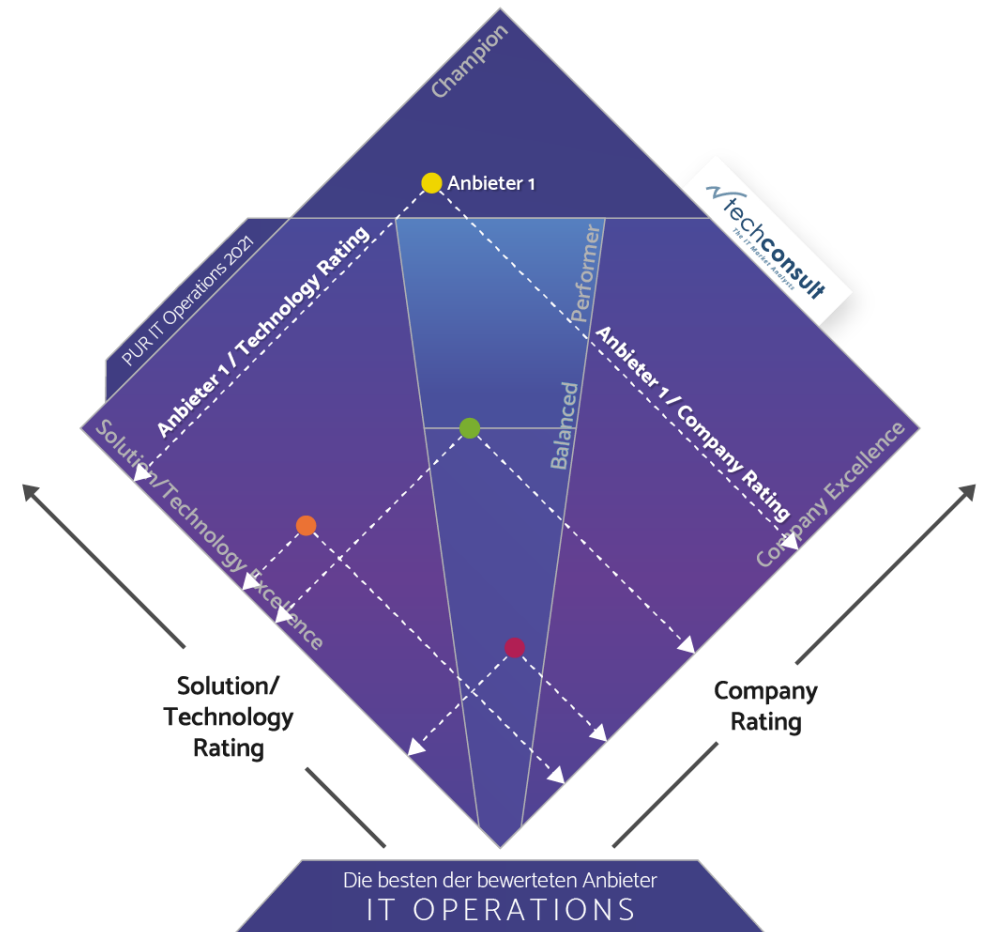 Champion
Anbieter 1
techconsult
The IT Market Analysts
PUR IT Operations 2021
Anbieter 1 / Technology Rating
Performer
Anbieter 1 / Company Rating
Balanced
Solution/Technology Excellence
Company Excellence
Solution/
Technology
Rating
Company
Rating
Die besten der bewerteten Anbieter
IT OPERATIONS